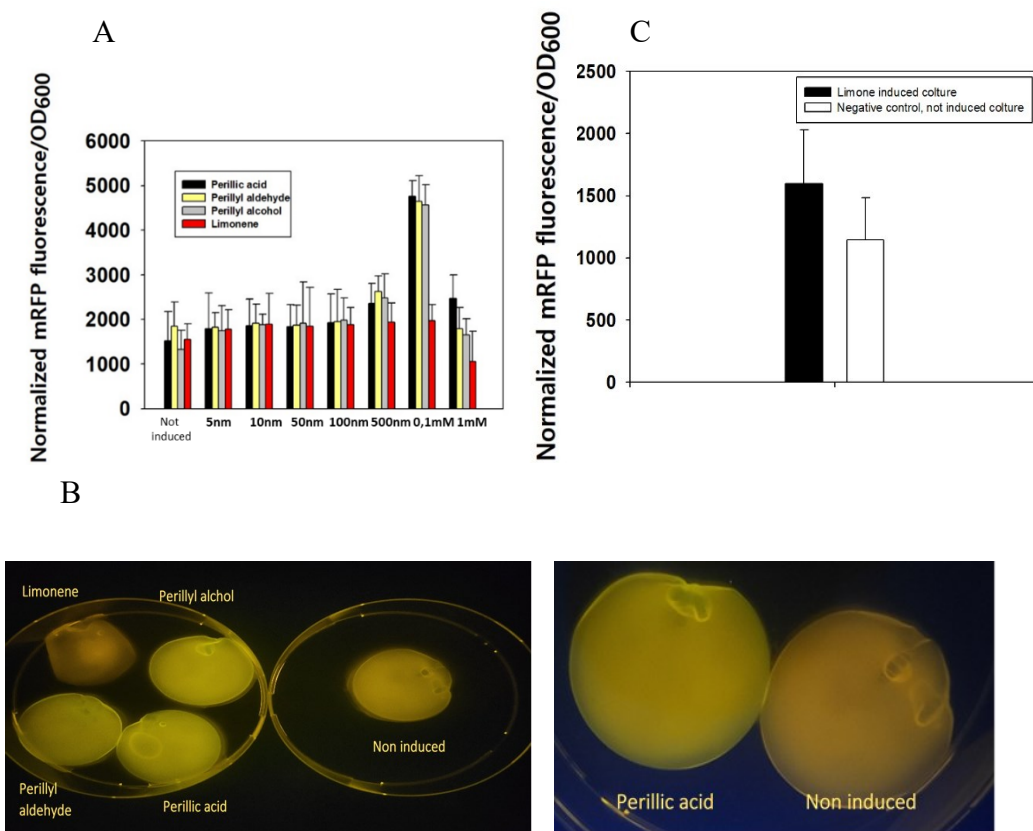 A
Normalized mRFP fluorescence/OD600
6000
5000
4000
3000
2000
1000
0
Perillic acid
Perillyl aldehyde
Perillyl alcohol
Limonene
Not
induced
5nm
10nm
50nm
100nm
500nm
0,1mM
1mM
C
Normalized mRFP fluorescence/OD600
2500
2000
1500
1000
500
0
Limone induced colture
Negative control, not induced colture
B
Limonene
Perillyl alchol
Perillyl
aldehyde
Perillic acid
Non induced
Perillic acid
Non induced